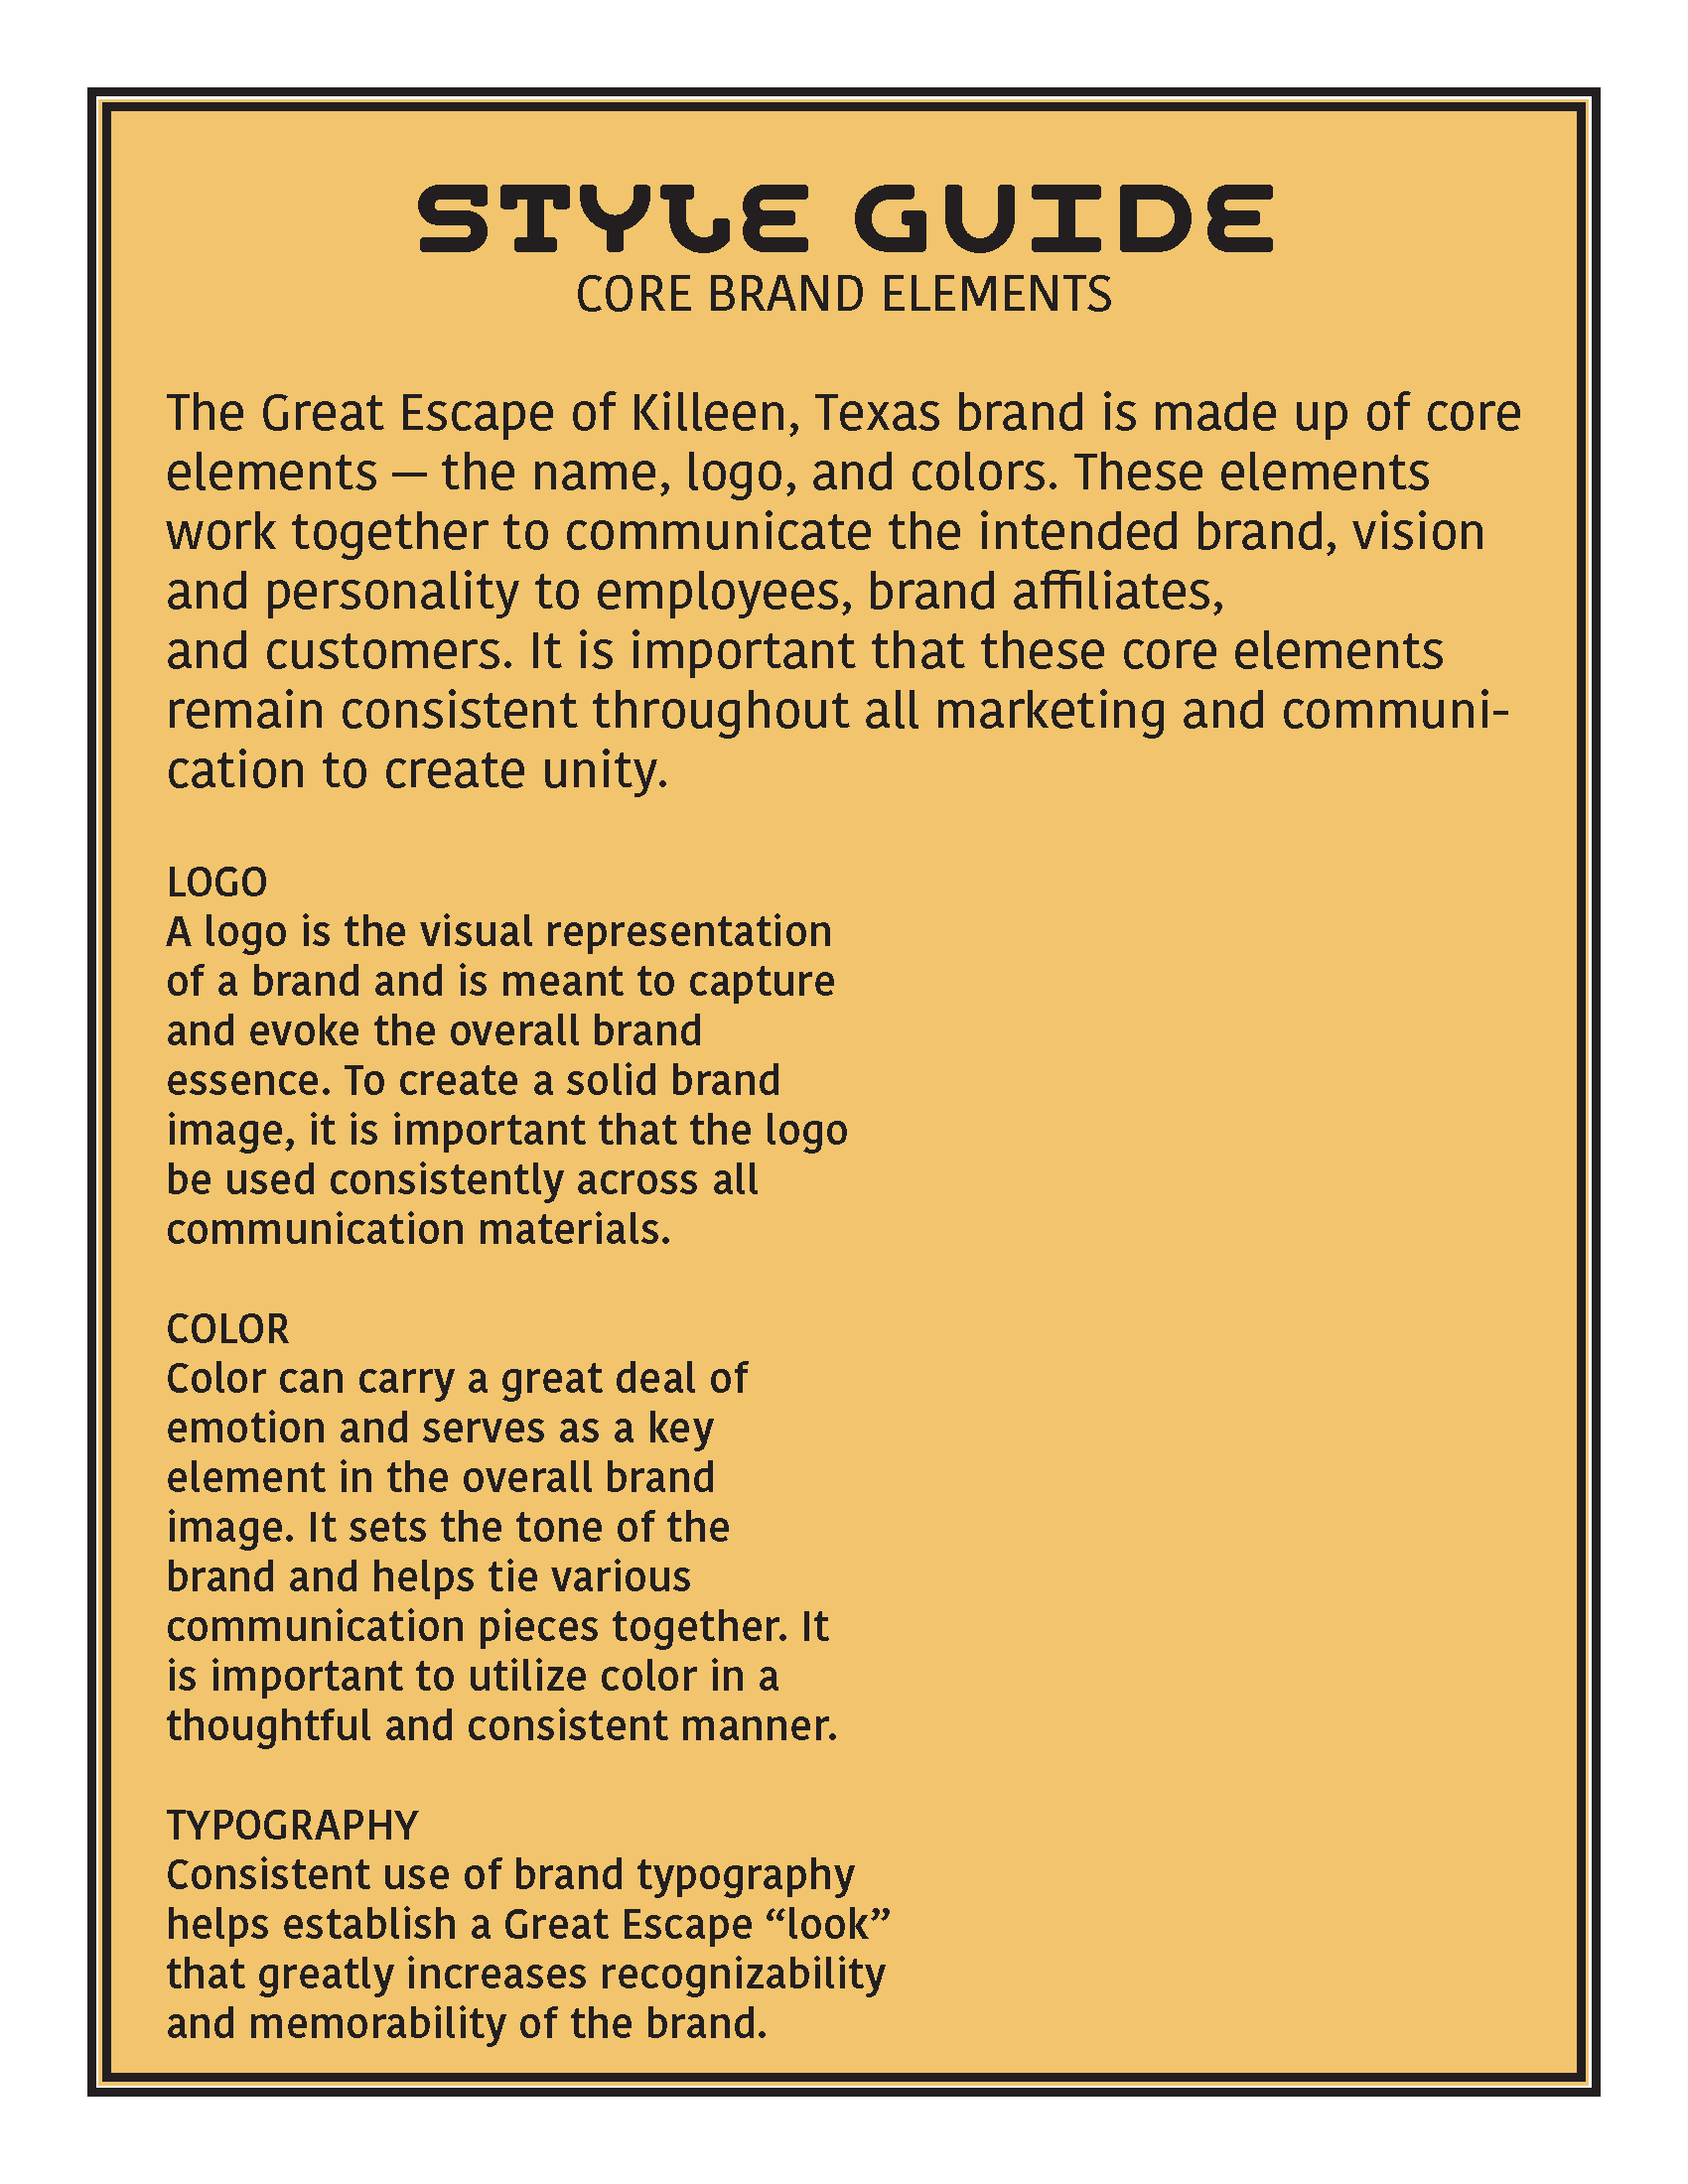 STYLE GUIDE
CORE BRAND ELEMENTS
The Great Escape of Killeen, Texas brand is made up of core
elements — the name, logo, and colors. These elements
work together to communicate the intended brand, vision
and personality to employees, brand affiliates,
and customers. It is important that these core elements
remain consistent throughout all marketing and communi-
cation to create unity.
LOGO
A logo is the visual representation
of a brand and is meant to capture
and evoke the overall brand
essence. To create a solid brand
image, it is important that the logo
be used consistently across all
communication materials.
COLOR
Color can carry a great deal of
emotion and serves as a key
element in the overall brand
image. It sets the tone of the
brand and helps tie various
communication pieces together. It
is important to utilize color in a
thoughtful and consistent manner.
TYPOGRAPHY
Consistent use of brand typography
helps establish a Great Escape “look”
that greatly increases recognizability
and memorability of the brand.